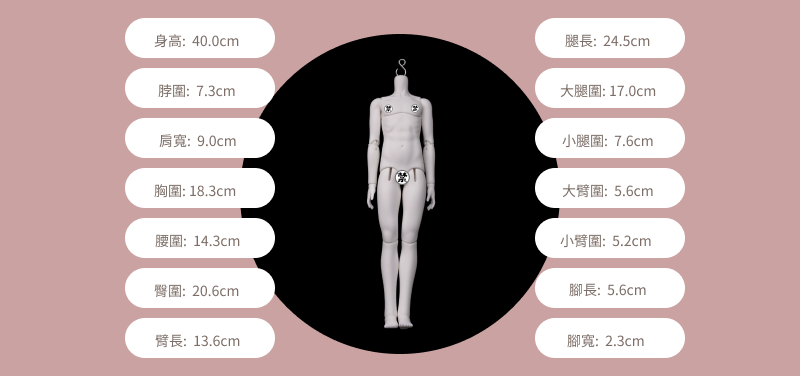 身高: 40.0cm
脖圍: 7.3cm
肩寬: 9.0cm
胸圍: 18.3cm
腰圍: 14.3cm
臀圍: 20.6cm
臂長: 13.6cm
禁 禁
禁
腿長: 24.5cm
大腿圍: 17.0cm
小腿圍: 7.6cm
大臂圍: 5.6cm
小臂圍: 5.2cm
腳長: 5.6cm
腳寬: 2.3cm